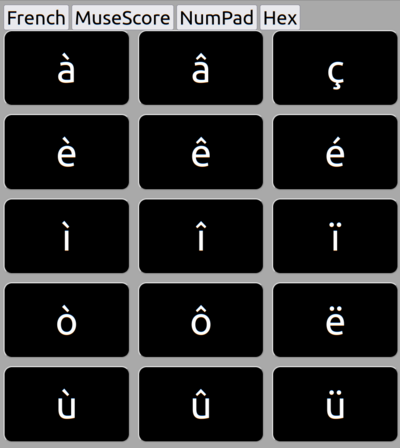 French MuseScore NumPad Hex
à â ç
è ê é
ì î ï
ò ô ë
ù û ü